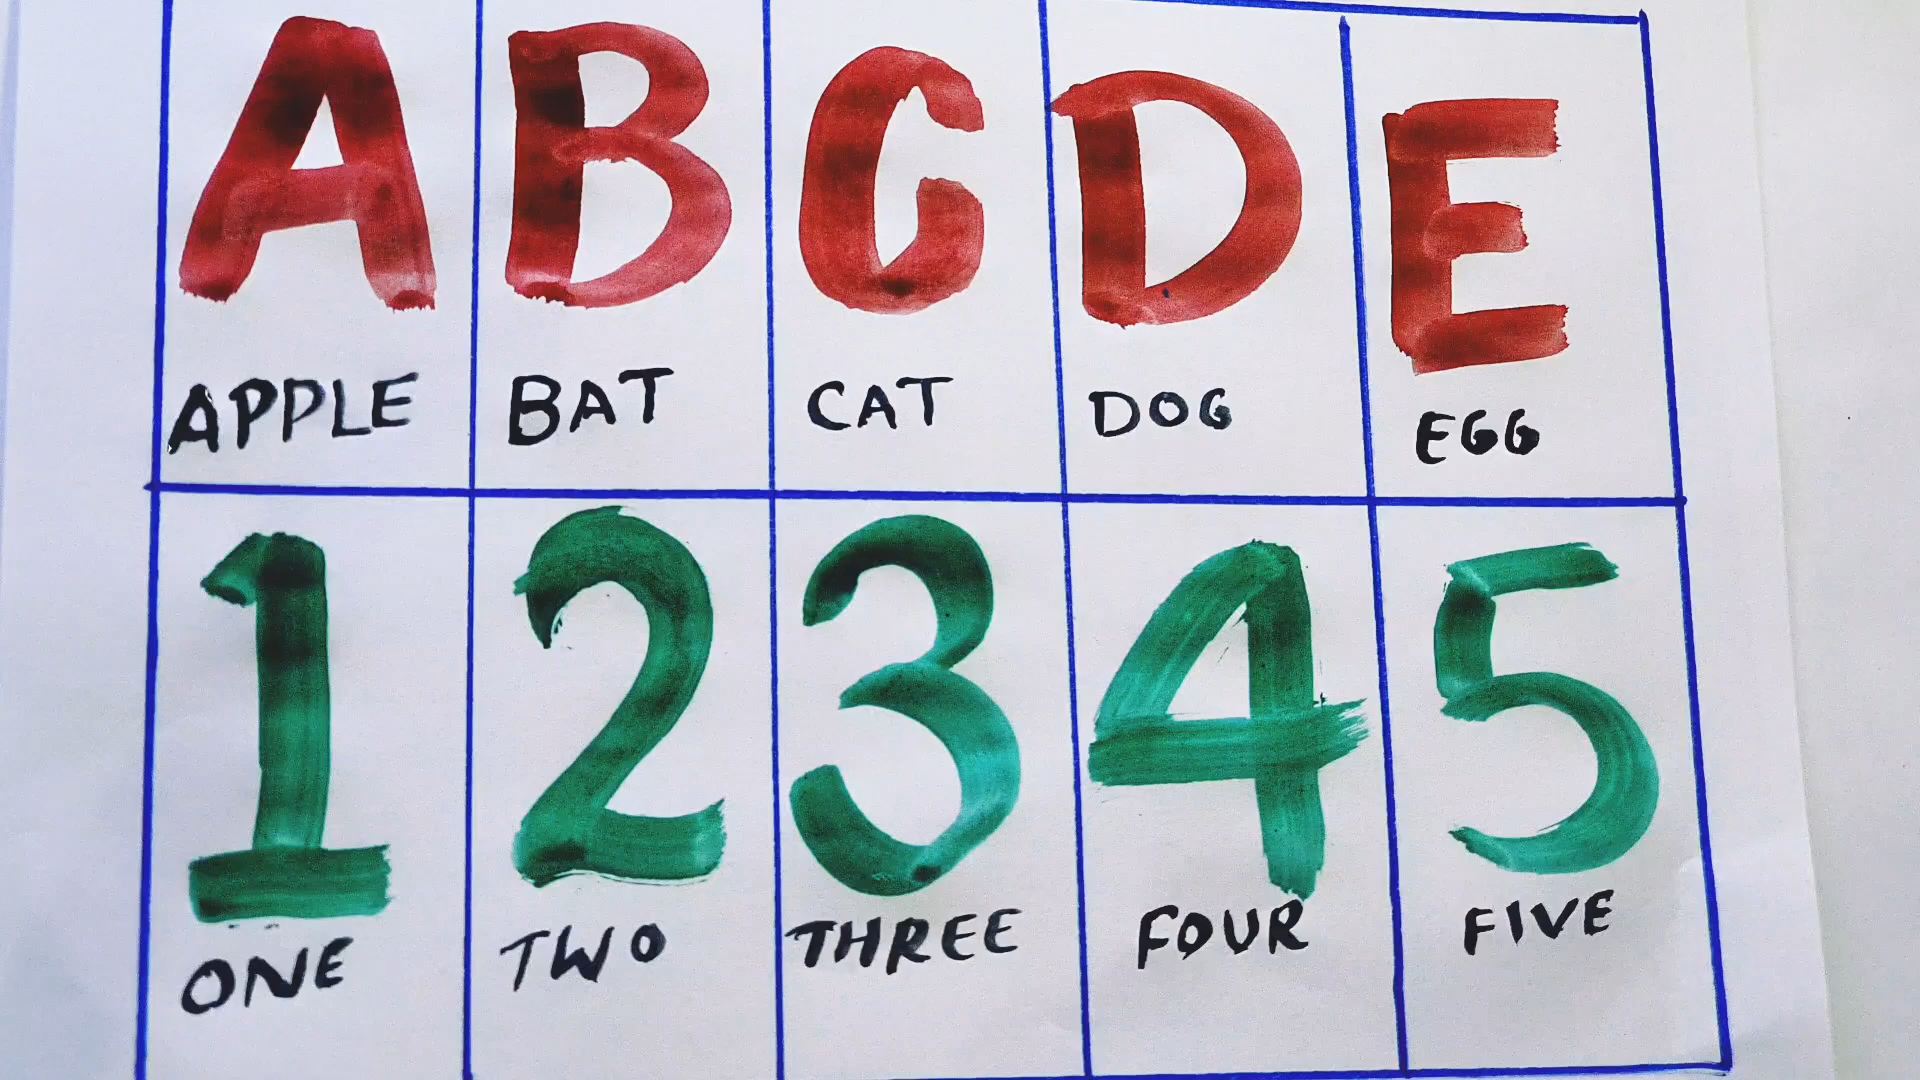 A B C D E
APPLE BAT CAT DOG EGG
1 2 3 4 5
ONE TWO THREE FOUR FIVE